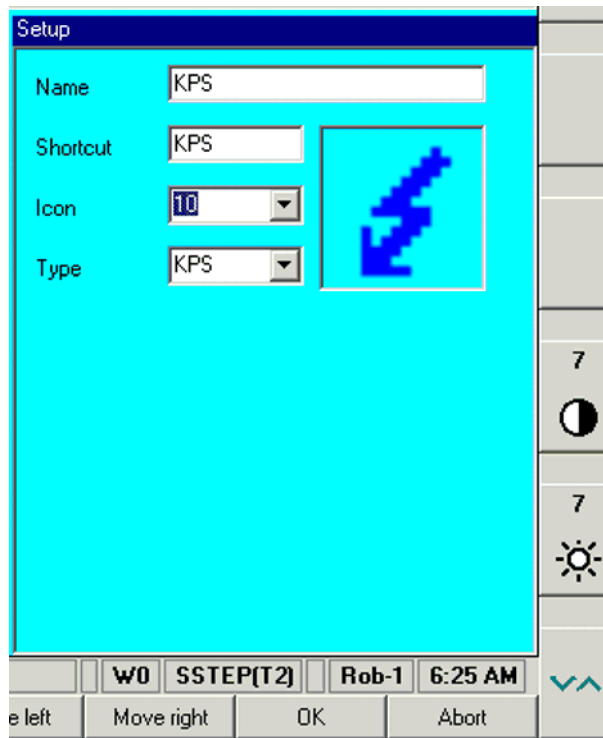 Setup
Name KPS
Shortcut KPS
Icon 10
Type KPS
7
7
W0 SSTEP(T2) Rob-1 6:25 AM
e left Move right OK Abort